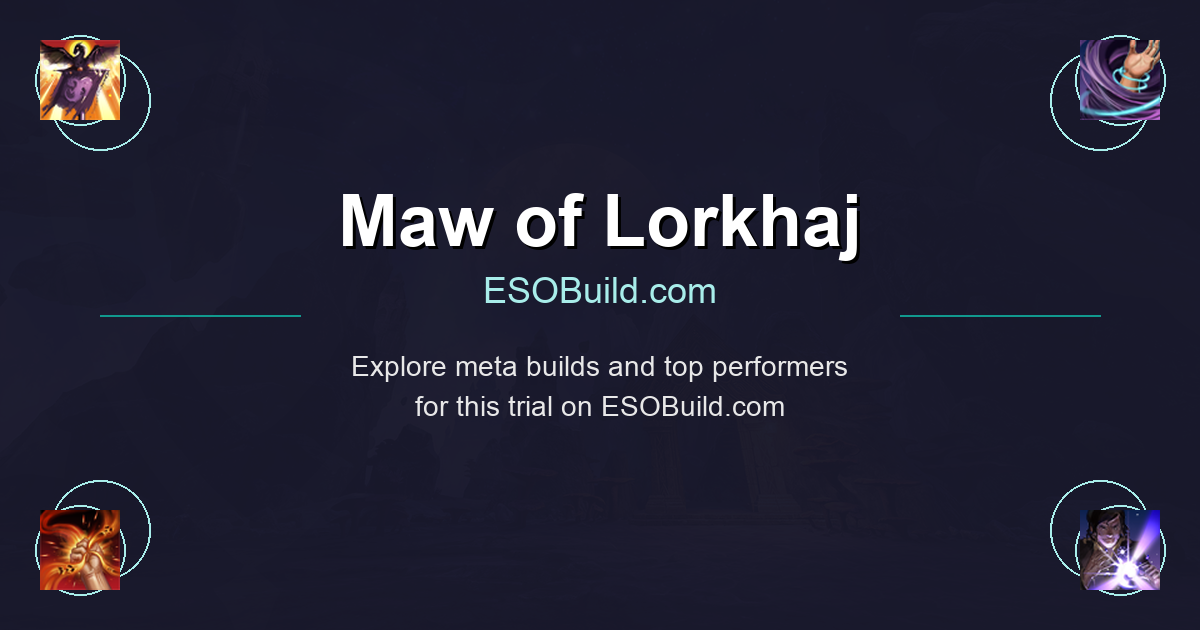 Maw of Lorkhaj
ESOBuild.com
Explore meta builds and top performers
for this trial on ESOBuild.com